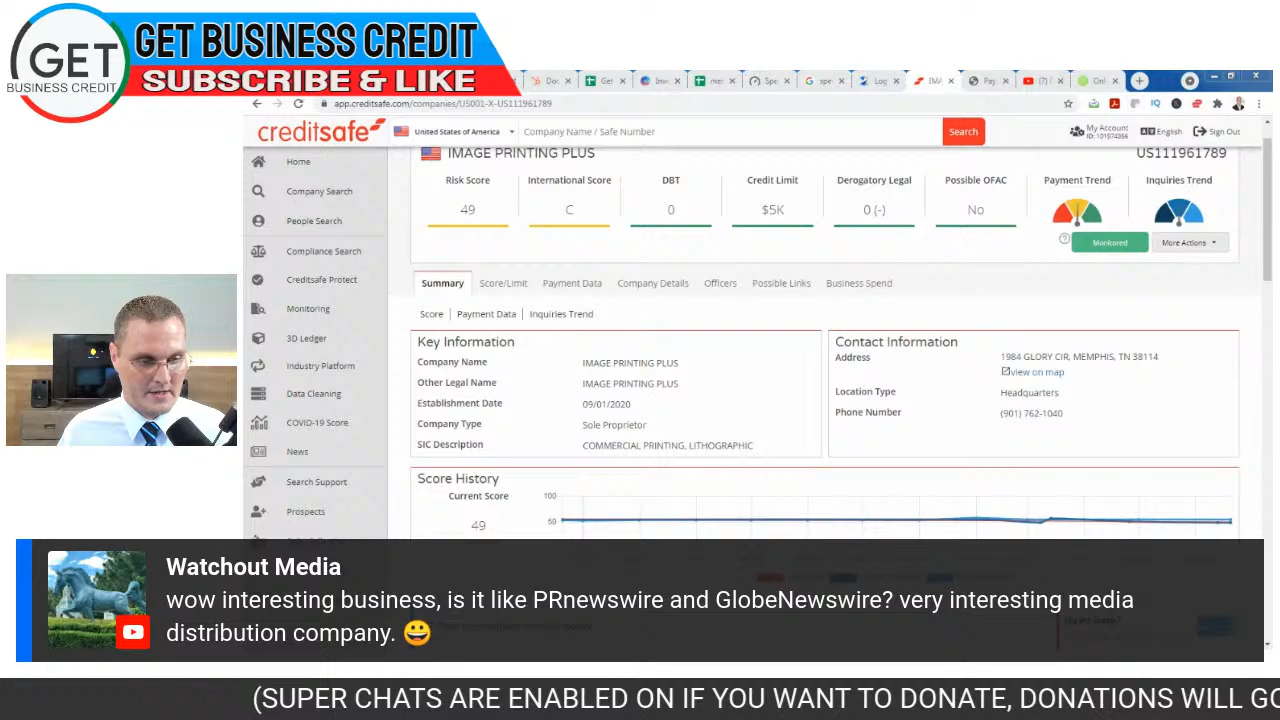 GET BUSINESS CREDIT
SUBSCRIBE & LIKE
GET
BUSINESS CREDIT
app.creditsafe.com/companies/US001-X-US111961789
creditsafe
United States of America
Company Name / Safe Number
Search
My Account
English
Sign Out
IMAGE PRINTING PLUS
US111961789
Risk Score
International Score
DBT
Credit Limit
Derogatory Legal
Possible OFAC
Payment Trend
Inquiries Trend
49
C
0
$5K
0 (-)
No
Monitored
More Actions
Home
Company Search
People Search
Compliance Search
Creditsafe Protect
Monitoring
3D Ledger
Industry Platform
Data Cleaning
COVID-19 Score
News
Search Support
Prospects
Summary
Score/Limit
Payment Data
Company Details
Officers
Possible Links
Business Spend
Score | Payment Data | Inquiries Trend
Key Information
Company Name IMAGE PRINTING PLUS
Other Legal Name IMAGE PRINTING PLUS
Establishment Date 09/01/2020
Company Type Sole Proprietor
SIC Description COMMERCIAL PRINTING, LITHOGRAPHIC
Contact Information
Address 1984 GLORY CIR, MEMPHIS, TN 38114
view on map
Location Type Headquarters
Phone Number (901) 762-1040
Score History
Current Score
49
100
50
Watchout Media
wow interesting business, is it like PRnewswire and GlobeNewswire? very interesting media
distribution company. 😀
(SUPER CHATS ARE ENABLED ON IF YOU WANT TO DONATE, DONATIONS WILL GO